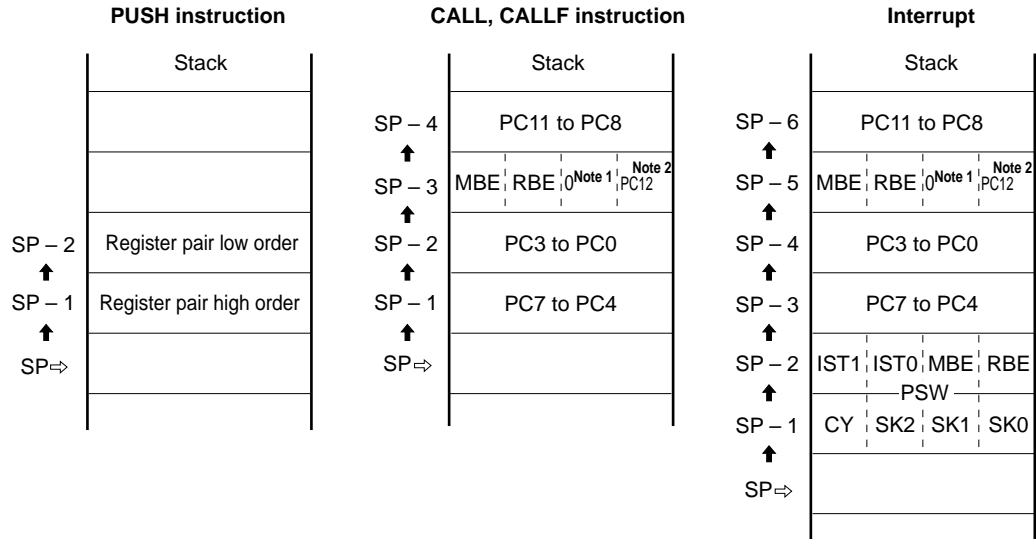 PUSH instruction
Stack
SP – 2 Register pair low order
SP – 1 Register pair high order
SP⇨
CALL, CALLF instruction
Stack
SP – 4 PC11 to PC8
SP – 3 MBE RBE 0Note 1 PC12Note 2
SP – 2 PC3 to PC0
SP – 1 PC7 to PC4
SP⇨
Interrupt
Stack
SP – 6 PC11 to PC8
SP – 5 MBE RBE 0Note 1 PC12Note 2
SP – 4 PC3 to PC0
SP – 3 PC7 to PC4
SP – 2 IST1 IST0 MBE RBE
PSW
SP – 1 CY SK2 SK1 SK0
SP⇨